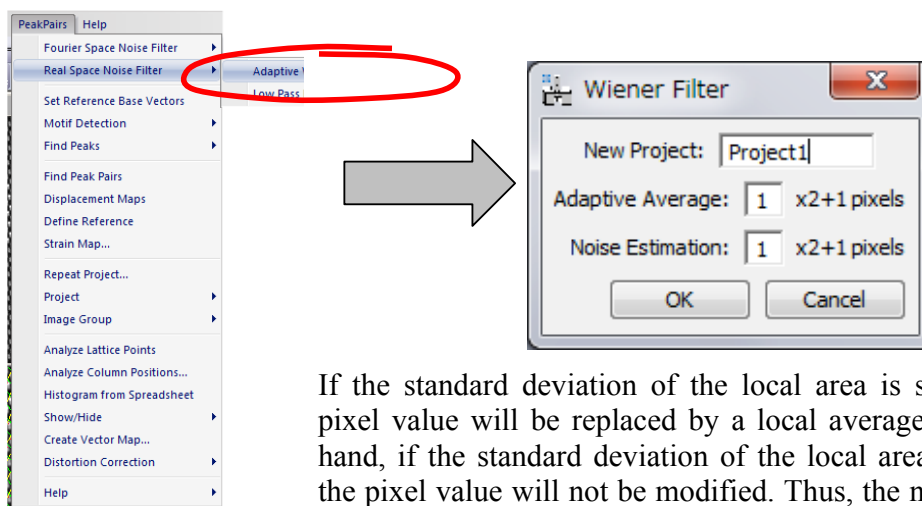 PeakPairs Help
Fourier Space Noise Filter
Real Space Noise Filter
Adaptive
Low Pass
Set Reference Base Vectors
Motif Detection
Find Peaks
Find Peak Pairs
Displacement Maps
Define Reference
Strain Map...
Repeat Project...
Project
Image Group
Analyze Lattice Points
Analyze Column Positions...
Histogram from Spreadsheet
Show/Hide
Create Vector Map...
Distortion Correction
Help
Wiener Filter
New Project: Project1
Adaptive Average: 1 x2+1 pixels
Noise Estimation: 1 x2+1 pixels
OK Cancel
If the standard deviation of the local area is
pixel value will be replaced by a local average
hand, if the standard deviation of the local area
the pixel value will not be modified. Thus, the